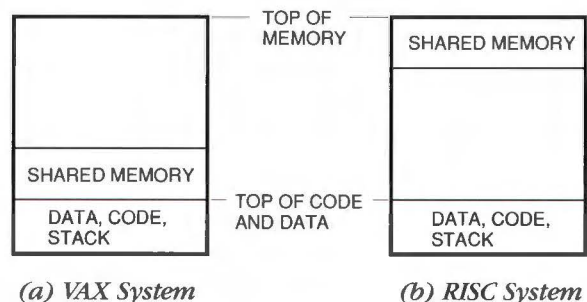 TOP OF
MEMORY
SHARED MEMORY
SHARED MEMORY
DATA, CODE,
STACK
TOP OF CODE
AND DATA
DATA, CODE,
STACK
(a) VAX System
(b) RISC System